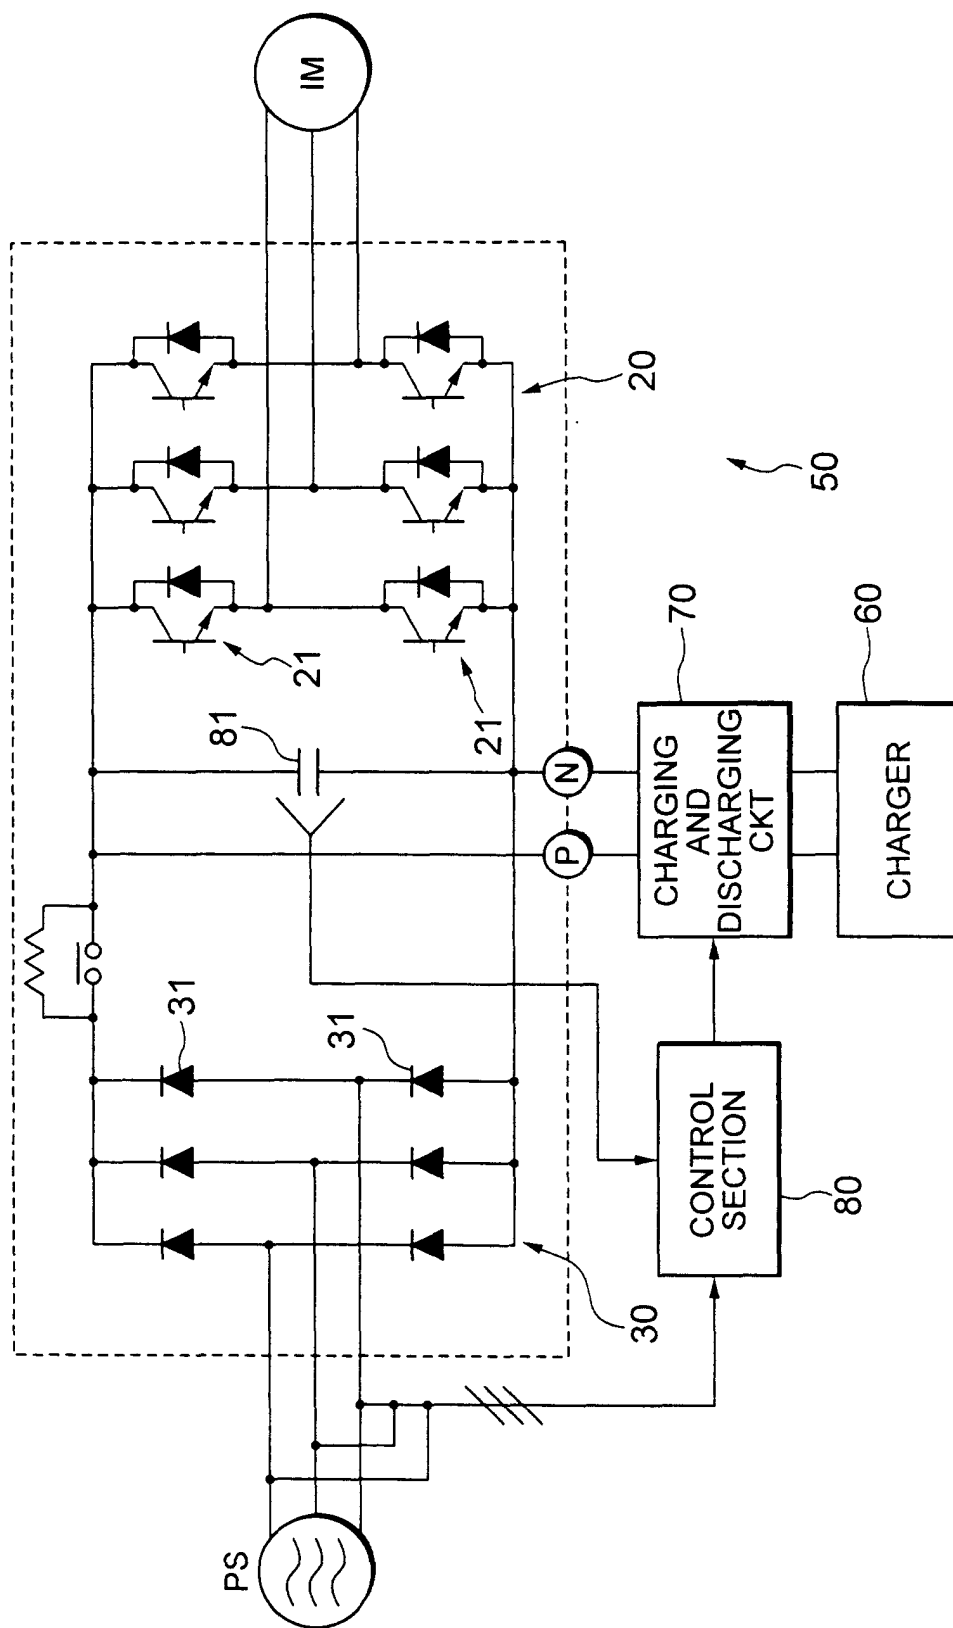 PS
IM
31
31
30
81
21
21
20
50
P
N
CHARGING
AND
DISCHARGING
CKT
70
CHARGER
60
CONTROL
SECTION
80